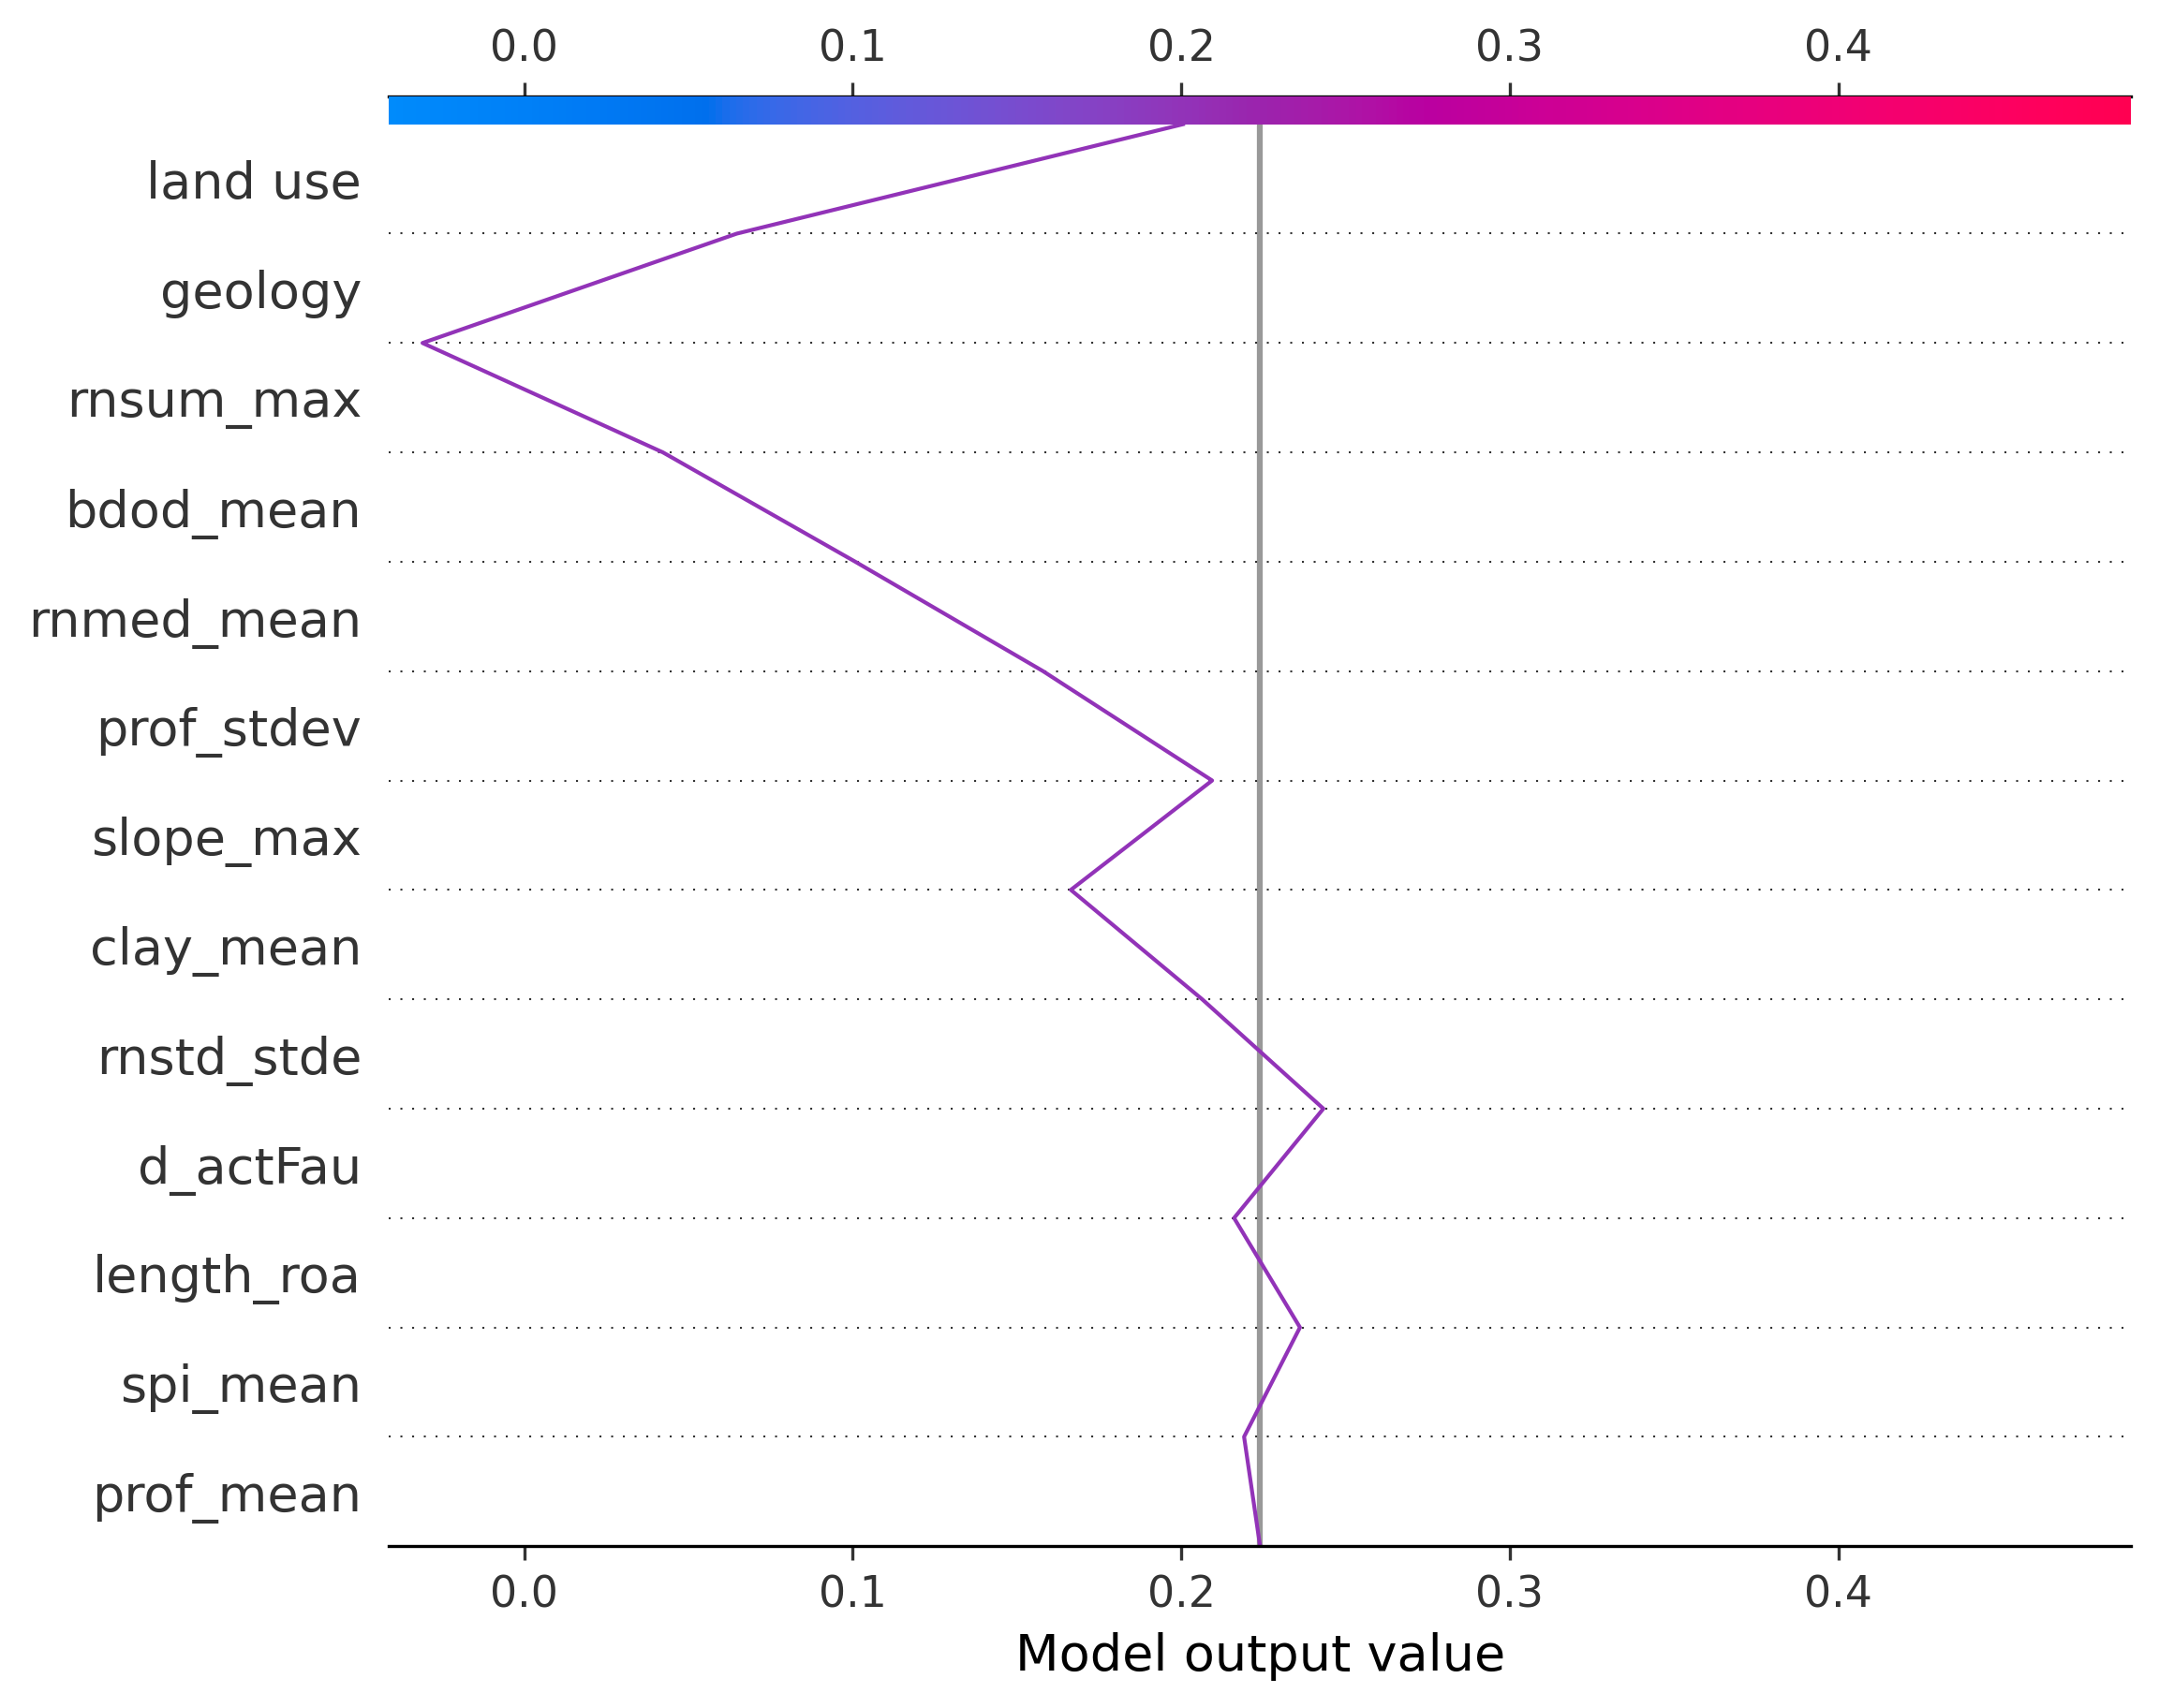 0.0 0.1 0.2 0.3 0.4
land use
geology
rnsum_max
bdod_mean
rnmed_mean
prof_stdev
slope_max
clay_mean
rnstd_stde
d_actFau
length_roa
spi_mean
prof_mean
0.0 0.1 0.2 0.3 0.4
Model output value